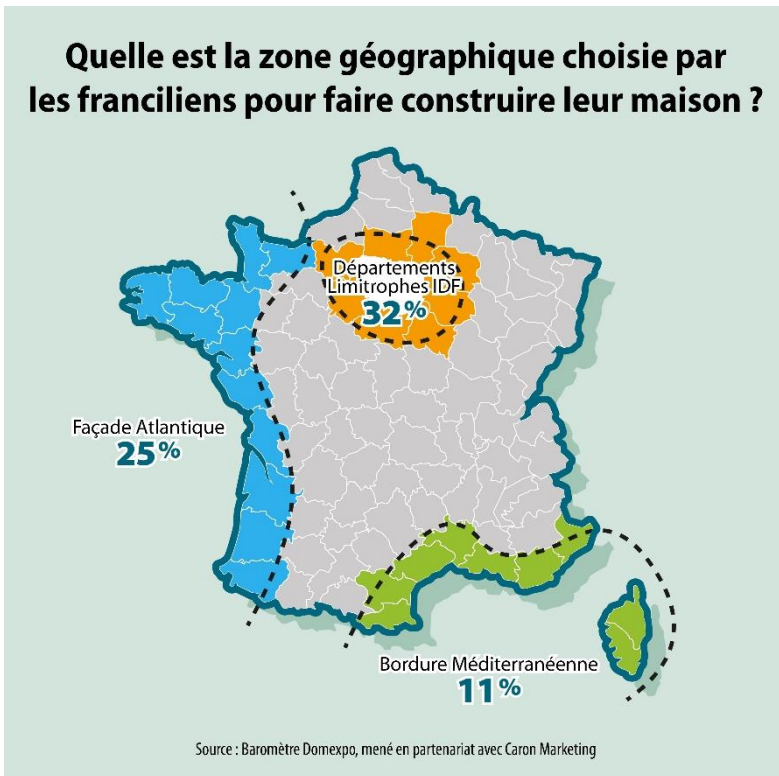 Quelle est la zone géographique choisie par
les franciliens pour faire construire leur maison ?
Départements
Limitrophes IDF
32%
Façade Atlantique
25%
Bordure Méditerranéenne
11%
Source : Baromètre Domexpo, mené en partenariat avec Caron Marketing